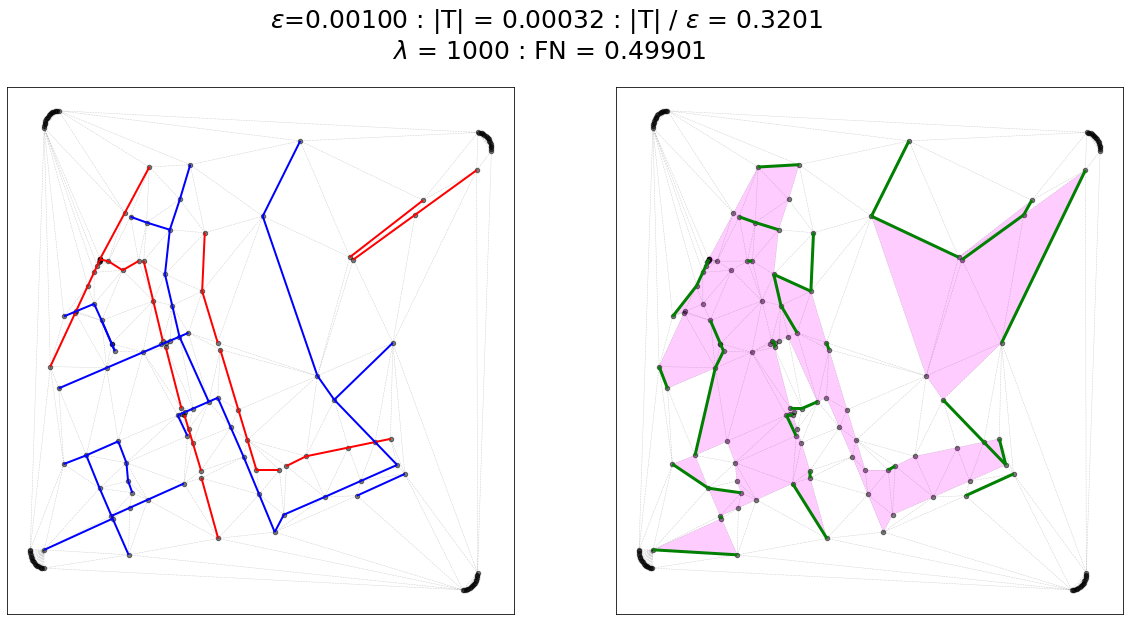 ε=0.00100 : |T| = 0.00032 : |T| / ε = 0.3201
λ = 1000 : FN = 0.49901